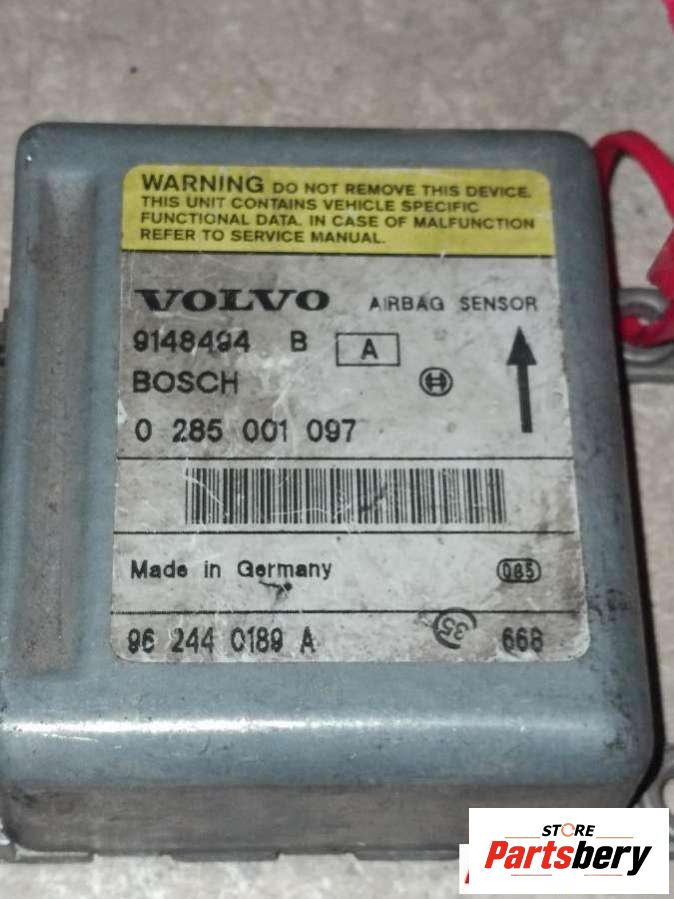 WARNING DO NOT REMOVE THIS DEVICE.
THIS UNIT CONTAINS VEHICLE SPECIFIC
FUNCTIONAL DATA. IN CASE OF MALFUNCTION
REFER TO SERVICE MANUAL.
VOLVO AIRBAG SENSOR
9148494 B A
BOSCH
0 285 001 097
Made in Germany 085
96 244 0189 A 35 668
STORE
Partsbery